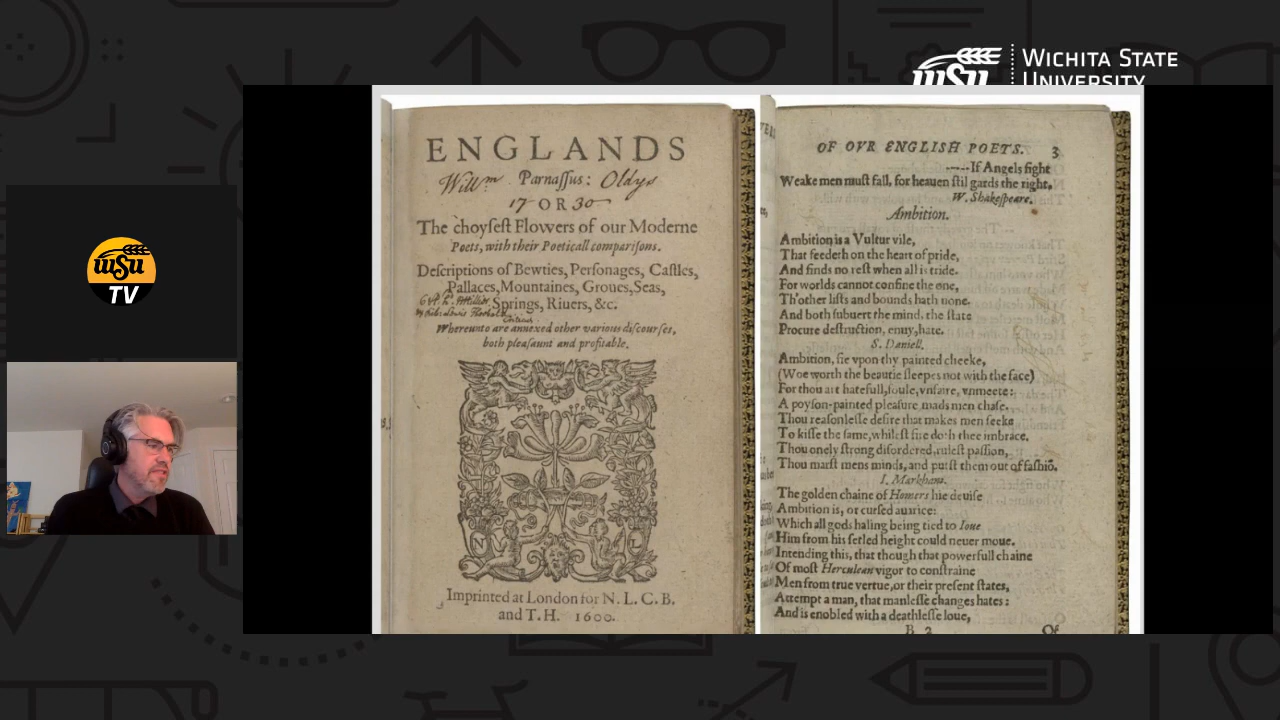 WSU
WICHITA STATE
UNIVERSITY
wsu
TV
ENGLANDS
Willm Parnassus: Oldys
17 OR 30
The choysest Flowers of our Moderne
Poets, with their Poeticall comparisons.
Descriptions of Bewties, Personages, Castles,
Pallaces, Mountaines, Groues, Seas,
Springs, Riuers, &c.
Whereunto are annexed other various discourses,
both pleasaunt and profitable.
N L
Imprinted at London for N. L. C. B.
and T. H. 1600.
OF OVR ENGLISH POETS. 3
----If Angels fight
Weake men must fall, for heauen stil gards the right,
W. Shakespeare.
Ambition.
Ambition is a Vultur vile,
That feedeth on the heart of pride,
And finds no rest when all is tride.
For worlds cannot confine the one,
Th'other lists and bounds hath none.
And both subuert the mind, the state
Procure destruction, enuy, hate.
S. Daniell.
Ambition, fie vpon thy painted cheeke,
(Woe worth the beautie sleepes not with the face)
For thou art hatefull, foule, vnfaire, vnmeete:
A poyson-painted pleasure mads men chase.
Thou reasonlesse desire that makes men seeke
To kisse the same, whilest fire doth thee imbrace.
Thou onely strong disordered, rulest passion,
Thou marst mens minds, and putst them out of fashiō.
I. Markham.
The golden chaine of Homers hie deuise
Ambition is, or cursed auarice:
Which all gods haling being tied to Ioue
Him from his setled height could neuer moue.
Intending this, that though that powerfull chaine
Of most Herculean vigor to constraine
Men from true vertue, or their present states,
Attempt a man, that manlesse changes hates:
And is enobled with a deathlesse loue,
B 2 Of